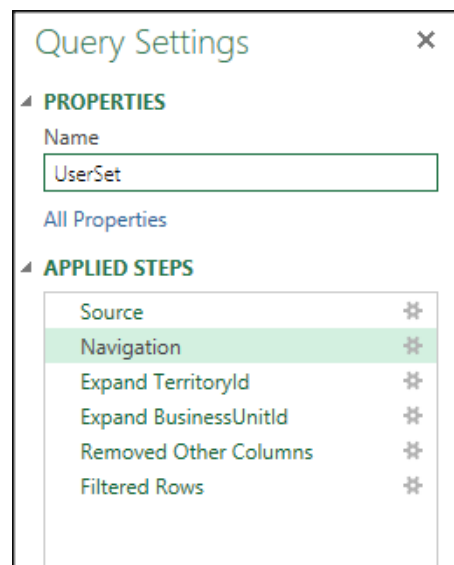 Query Settings
PROPERTIES
Name
UserSet
All Properties
APPLIED STEPS
Source
Navigation
Expand TerritoryId
Expand BusinessUnitId
Removed Other Columns
Filtered Rows